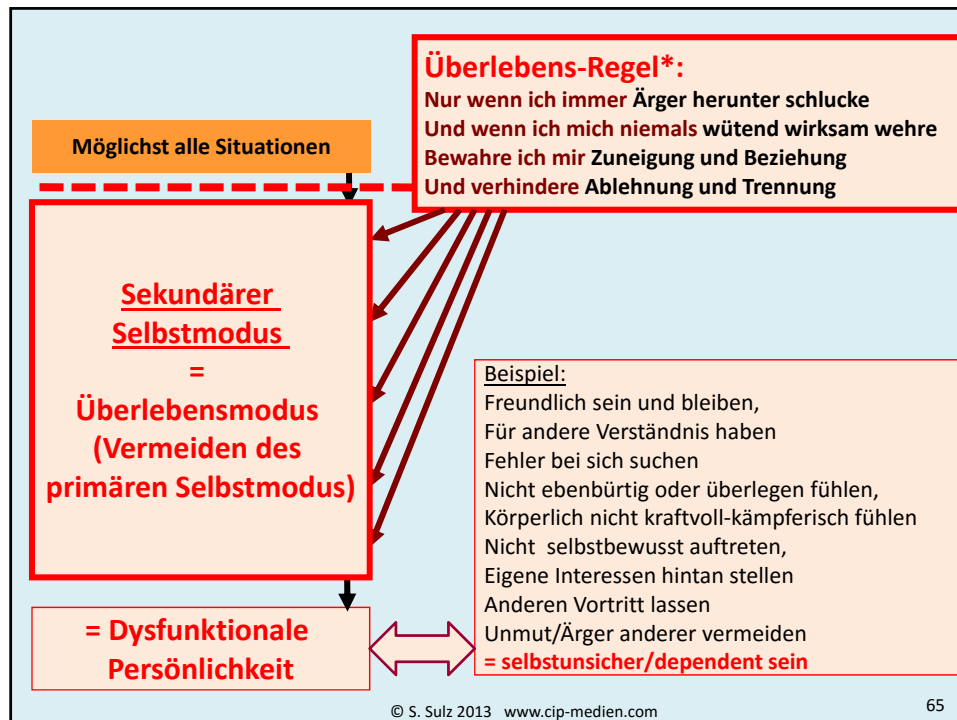 Überlebens-Regel*:
Nur wenn ich immer Ärger herunter schlucke
Und wenn ich mich niemals wütend wirksam wehre
Bewahre ich mir Zuneigung und Beziehung
Und verhindere Ablehnung und Trennung
Möglichst alle Situationen
Sekundärer
Selbstmodus
=
Überlebensmodus
(Vermeiden des
primären Selbstmodus)
Beispiel:
Freundlich sein und bleiben,
Für andere Verständnis haben
Fehler bei sich suchen
Nicht ebenbürtig oder überlegen fühlen,
Körperlich nicht kraftvoll-kämpferisch fühlen
Nicht selbstbewusst auftreten,
Eigene Interessen hintan stellen
Anderen Vortritt lassen
Unmut/Ärger anderer vermeiden
= selbstunsicher/dependent sein
= Dysfunktionale
Persönlichkeit
© S. Sulz 2013 www.cip-medien.com
65